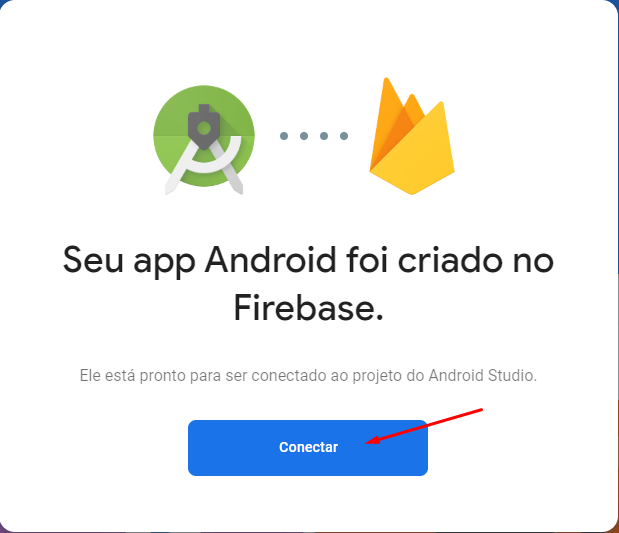 Seu app Android foi criado no
Firebase.
Ele está pronto para ser conectado ao projeto do Android Studio.
Conectar